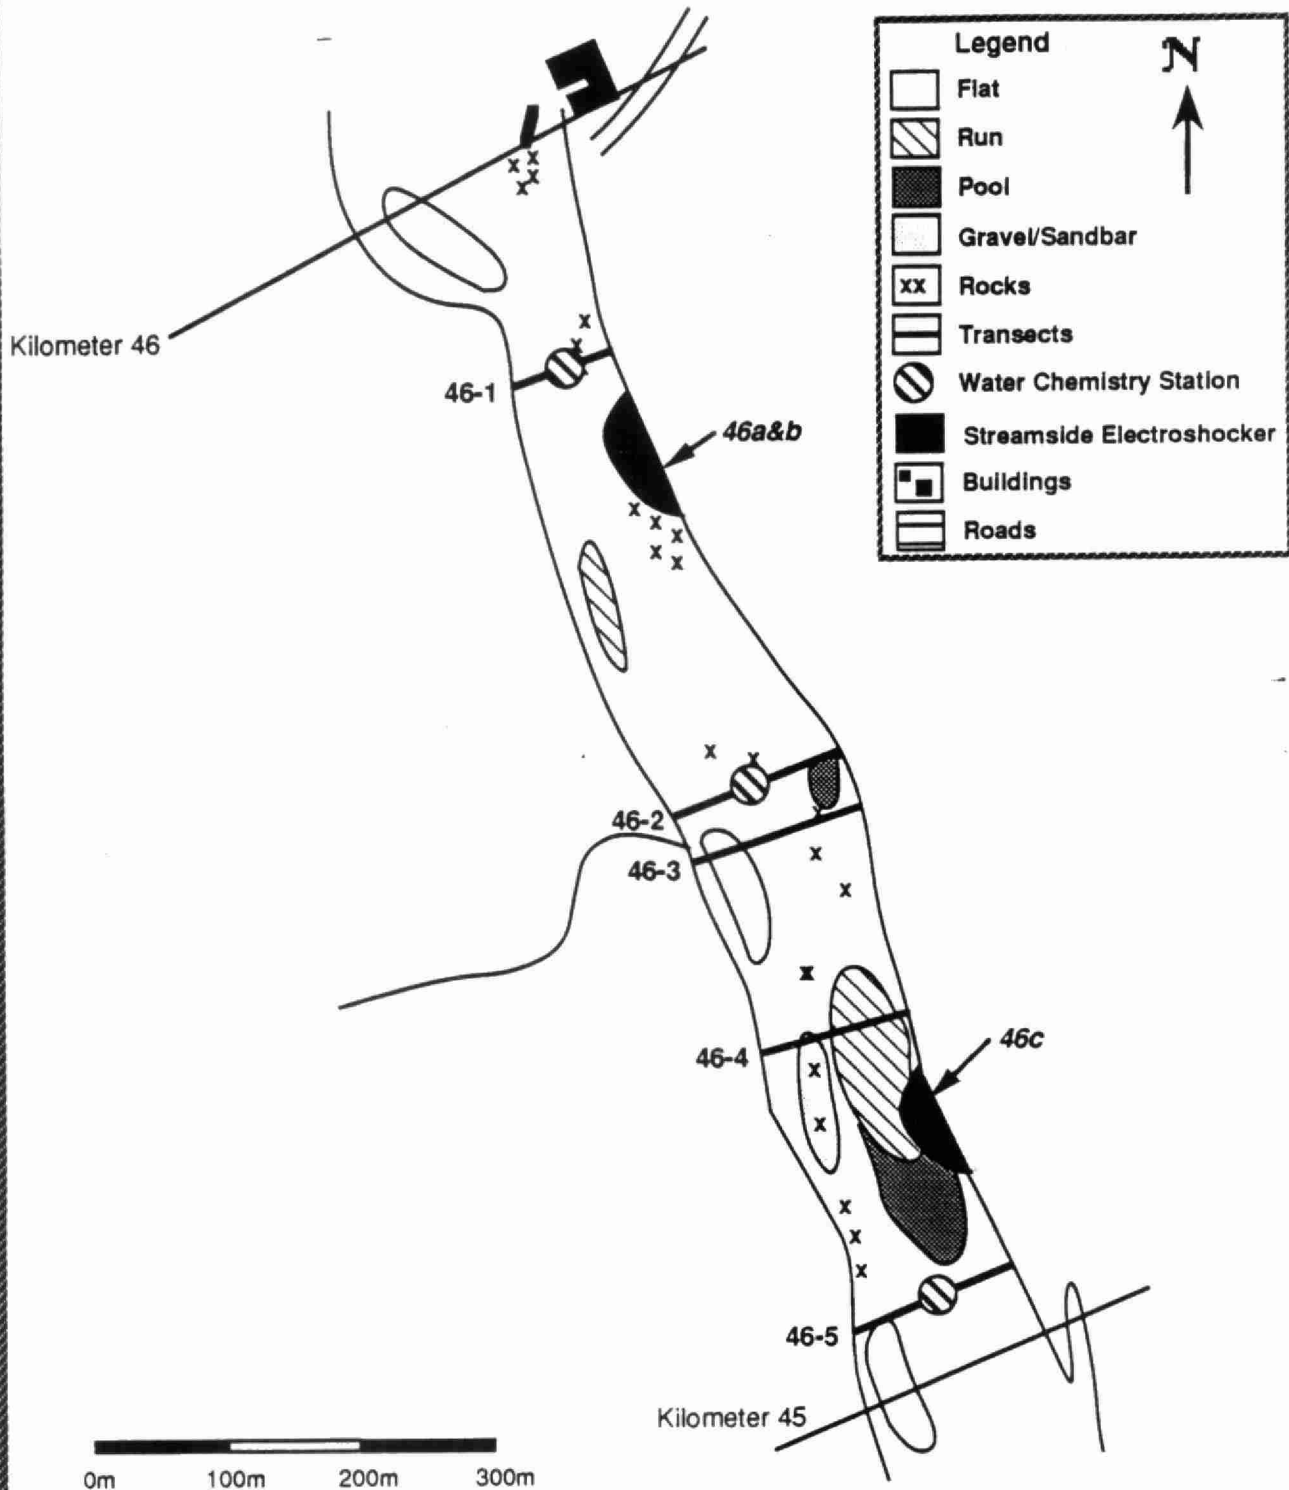 Legend
N
Flat
Run
Pool
Gravel/Sandbar
xx Rocks
Transects
Water Chemistry Station
Streamside Electroshocker
Buildings
Roads
Kilometer 46
46-1
46a&b
46-2
46-3
46-4
46c
46-5
Kilometer 45
0m 100m 200m 300m